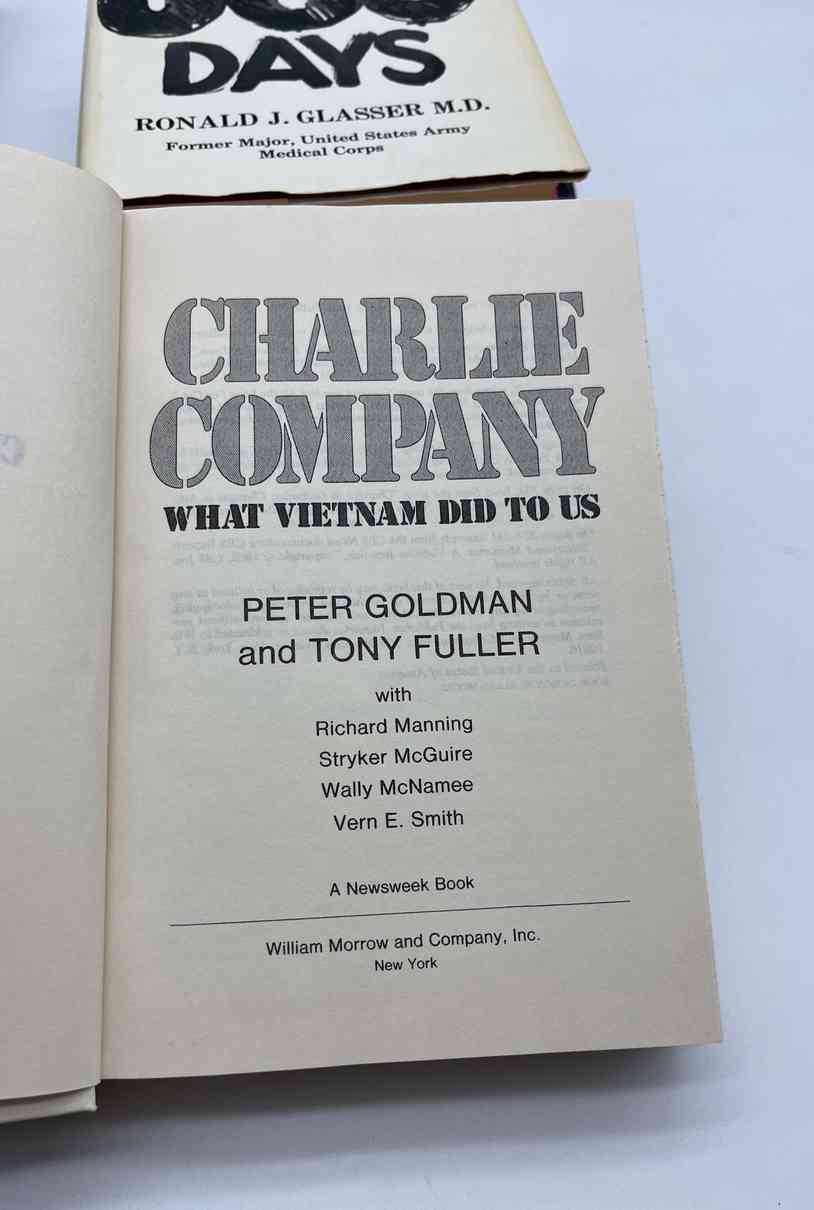 DAYS
RONALD J. GLASSER M.D.
Former Major, United States Army
Medical Corps
CHARLIE
COMPANY
WHAT VIETNAM DID TO US
PETER GOLDMAN
and TONY FULLER
with
Richard Manning
Stryker McGuire
Wally McNamee
Vern E. Smith
A Newsweek Book
William Morrow and Company, Inc.
New York